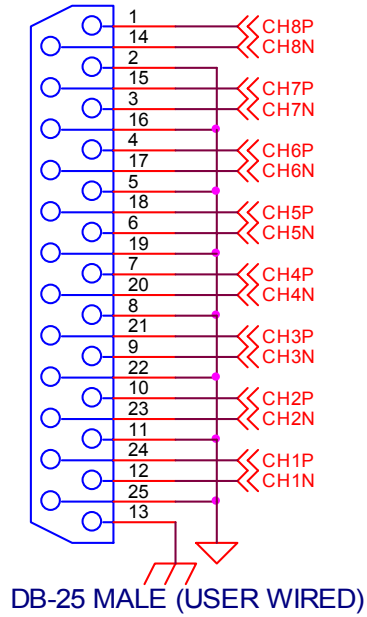 1 CH8P
14 CH8N
2
15 CH7P
3 CH7N
16
4 CH6P
17 CH6N
5
18 CH5P
6 CH5N
19
7 CH4P
20 CH4N
8
21 CH3P
9 CH3N
22
10 CH2P
23 CH2N
11
24 CH1P
12 CH1N
25
13
DB-25 MALE (USER WIRED)